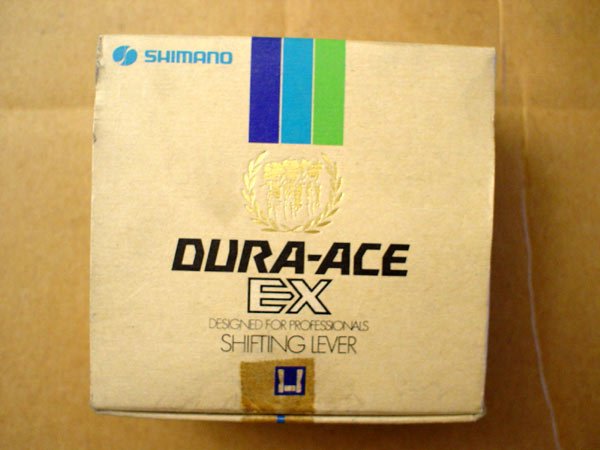 SHIMANO
DURA-ACE
EX
DESIGNED FOR PROFESSIONALS
SHIFTING LEVER